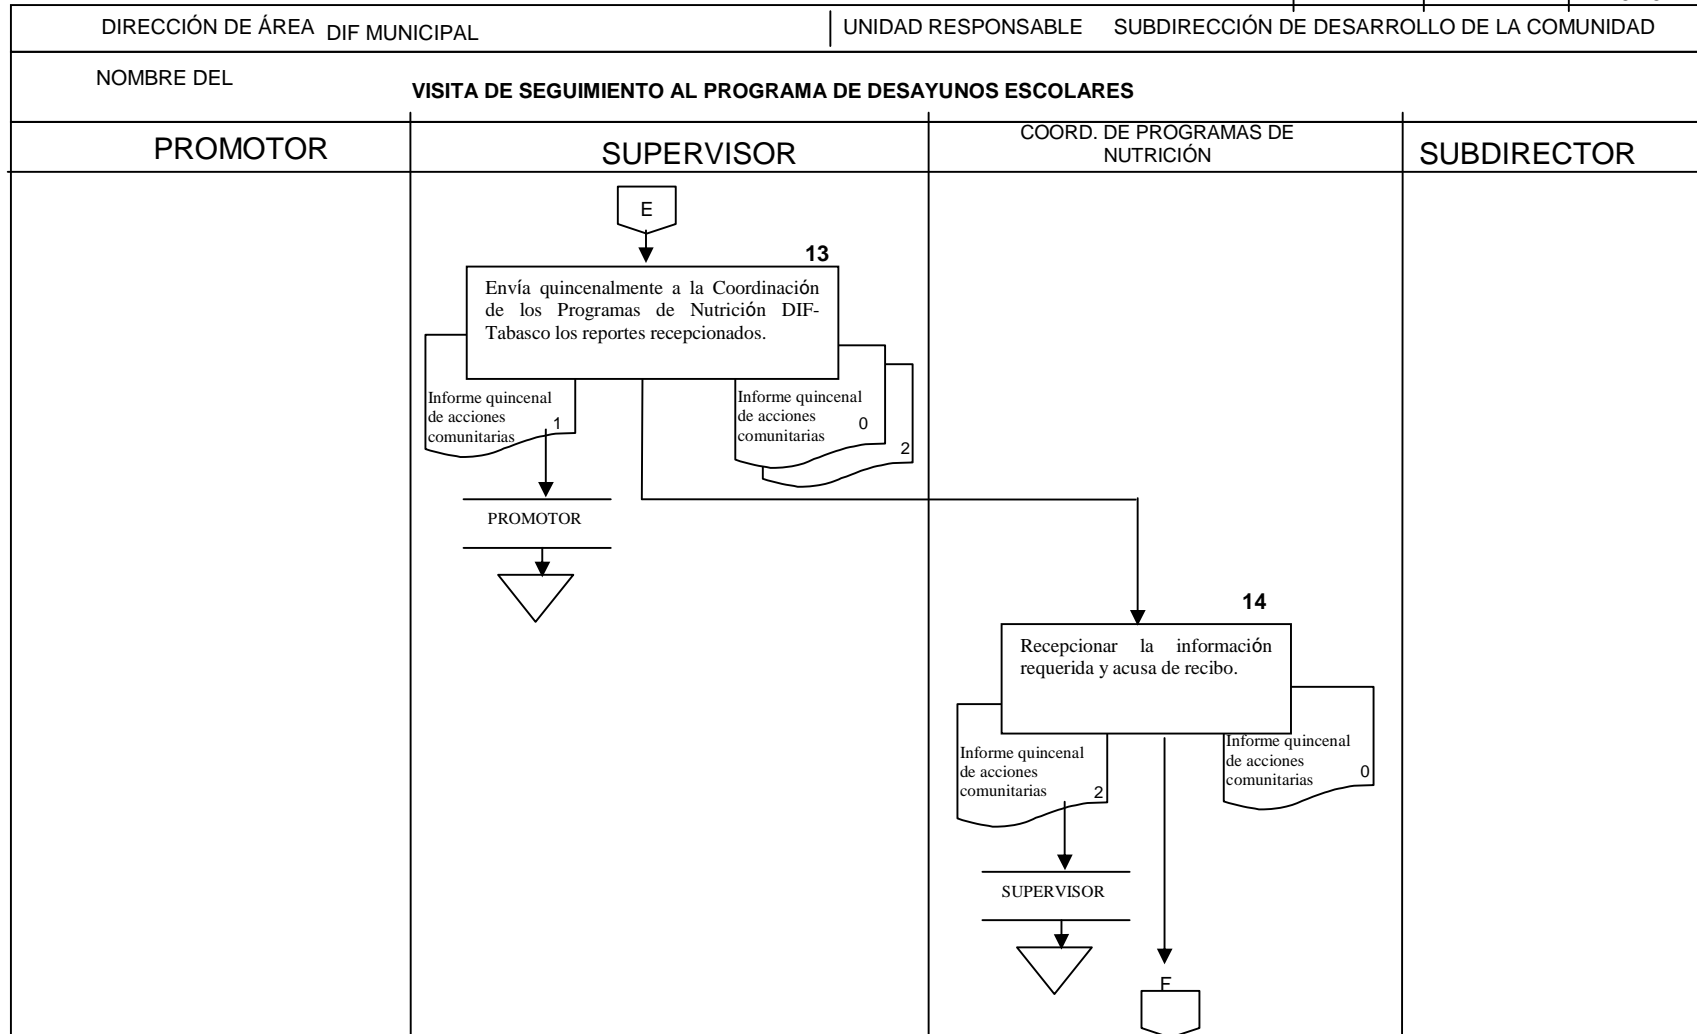 DIRECCIÓN DE ÁREA DIF MUNICIPAL
UNIDAD RESPONSABLE SUBDIRECCIÓN DE DESARROLLO DE LA COMUNIDAD
NOMBRE DEL
VISITA DE SEGUIMIENTO AL PROGRAMA DE DESAYUNOS ESCOLARES
PROMOTOR
SUPERVISOR
COORD. DE PROGRAMAS DE
NUTRICIÓN
SUBDIRECTOR
E
13
Envía quincenalmente a la Coordinación
de los Programas de Nutrición DIF-
Tabasco los reportes recepcionados.
Informe quincenal
de acciones
comunitarias
1
Informe quincenal
de acciones
comunitarias
0
2
PROMOTOR
14
Recepcionar la información
requerida y acusa de recibo.
Informe quincenal
de acciones
comunitarias
2
Informe quincenal
de acciones
comunitarias
0
SUPERVISOR